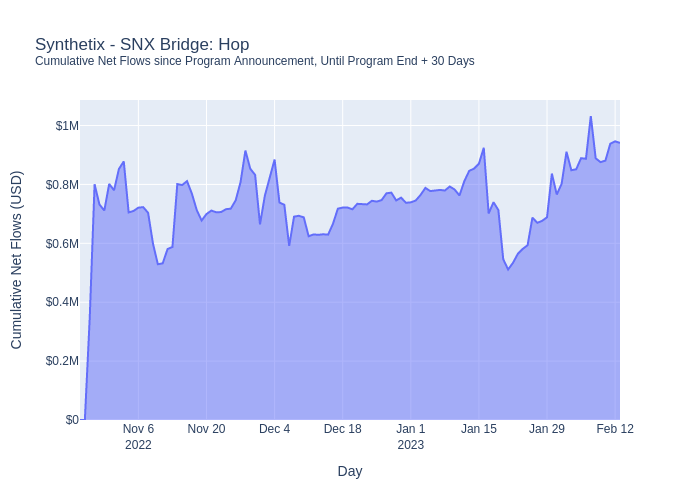 Synthetix - SNX Bridge: Hop
Cumulative Net Flows since Program Announcement, Until Program End + 30 Days
$1M
$0.8M
$0.6M
$0.4M
$0.2M
$0
Cumulative Net Flows (USD)
Nov 6 Nov 20 Dec 4 Dec 18 Jan 1 Jan 15 Jan 29 Feb 12
2022 2023
Day